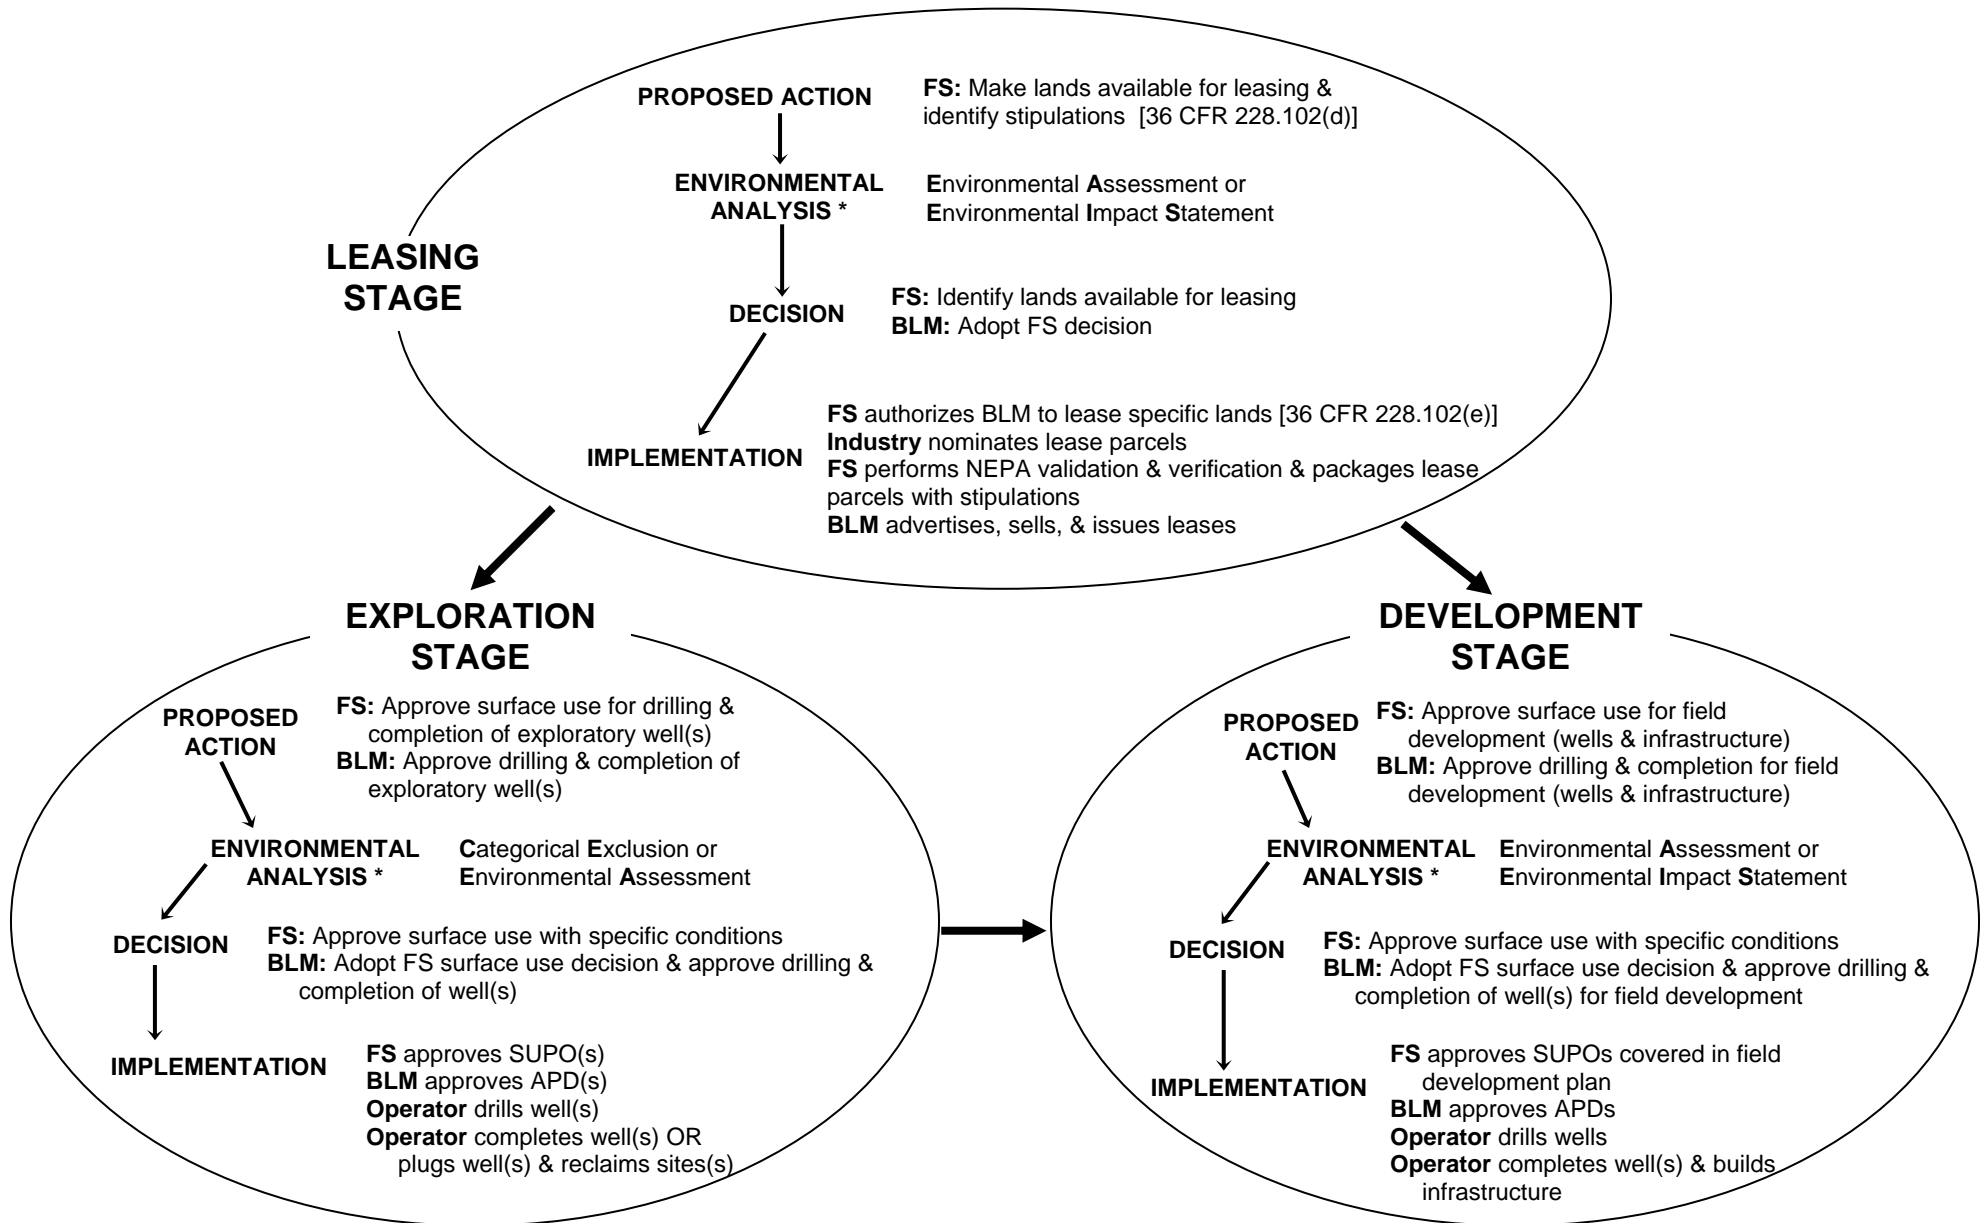 PROPOSED ACTION
FS: Make lands available for leasing &
identify stipulations [36 CFR 228.102(d)]
ENVIRONMENTAL
ANALYSIS *
Environmental Assessment or
Environmental Impact Statement
LEASING
STAGE
DECISION
FS: Identify lands available for leasing
BLM: Adopt FS decision
IMPLEMENTATION
FS authorizes BLM to lease specific lands [36 CFR 228.102(e)]
Industry nominates lease parcels
FS performs NEPA validation & verification & packages lease
parcels with stipulations
BLM advertises, sells, & issues leases
EXPLORATION
STAGE
PROPOSED
ACTION
FS: Approve surface use for drilling &
completion of exploratory well(s)
BLM: Approve drilling & completion of
exploratory well(s)
ENVIRONMENTAL
ANALYSIS *
Categorical Exclusion or
Environmental Assessment
DECISION
FS: Approve surface use with specific conditions
BLM: Adopt FS surface use decision & approve drilling &
completion of well(s)
IMPLEMENTATION
FS approves SUPO(s)
BLM approves APD(s)
Operator drills well(s)
Operator completes well(s) OR
plugs well(s) & reclaims sites(s)
DEVELOPMENT
STAGE
PROPOSED
ACTION
FS: Approve surface use for field
development (wells & infrastructure)
BLM: Approve drilling & completion for field
development (wells & infrastructure)
ENVIRONMENTAL
ANALYSIS *
Environmental Assessment or
Environmental Impact Statement
DECISION
FS: Approve surface use with specific conditions
BLM: Adopt FS surface use decision & approve drilling &
completion of well(s) for field development
IMPLEMENTATION
FS approves SUPOs covered in field
development plan
BLM approves APDs
Operator drills wells
Operator completes well(s) & builds
infrastructure